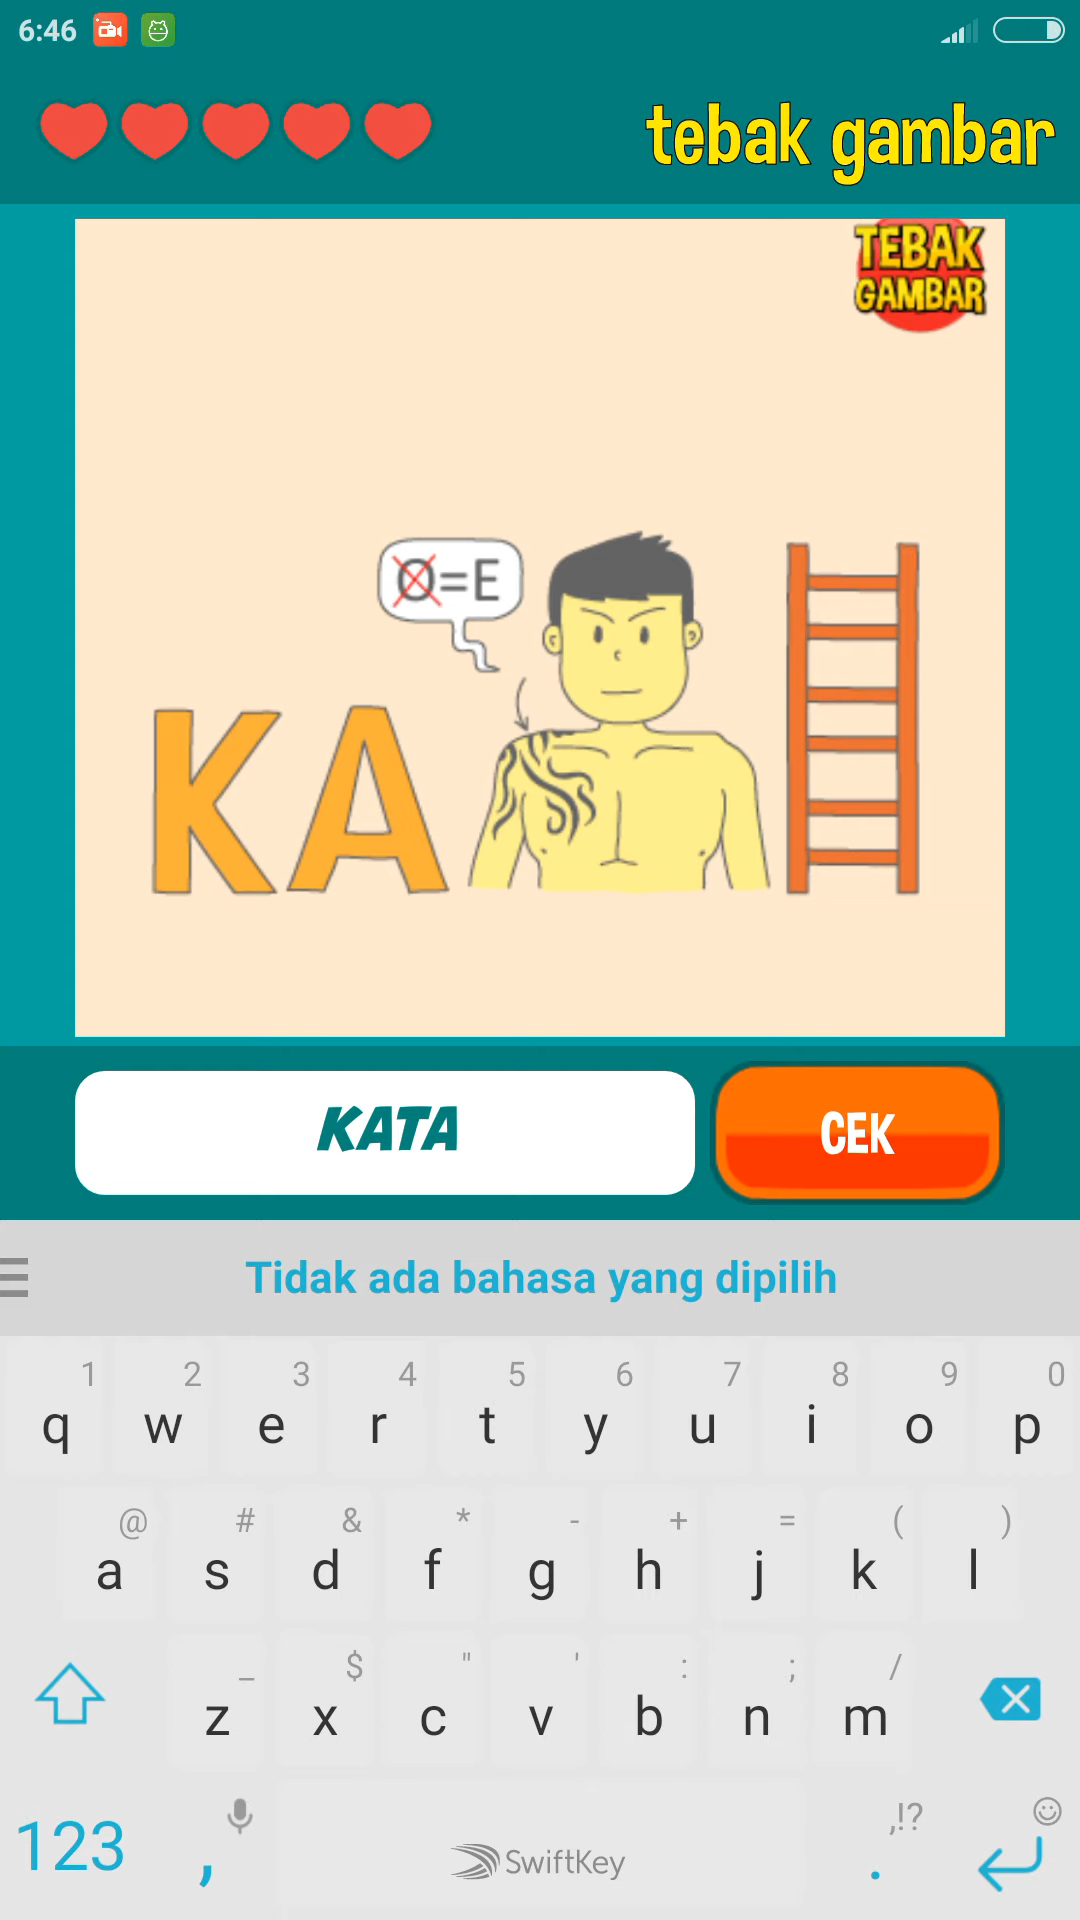 6:46
tebak gambar
TEBAK
GAMBAR
O=E
KA
KATA
CEK
Tidak ada bahasa yang dipilih
1 2 3 4 5 6 7 8 9 0
q w e r t y u i o p
@ # & * - + = ( )
a s d f g h j k l
_ $ " ' : ; /
z x c v b n m
,!?
123 , SwiftKey .